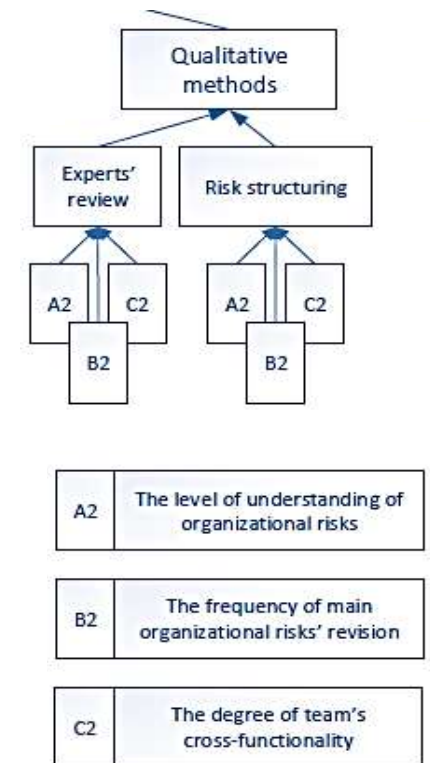 Qualitative
methods
Experts'
review
Risk structuring
A2
C2
B2
A2
C2
B2
A2
The level of understanding of
organizational risks
B2
The frequency of main
organizational risks' revision
C2
The degree of team's
cross-functionality